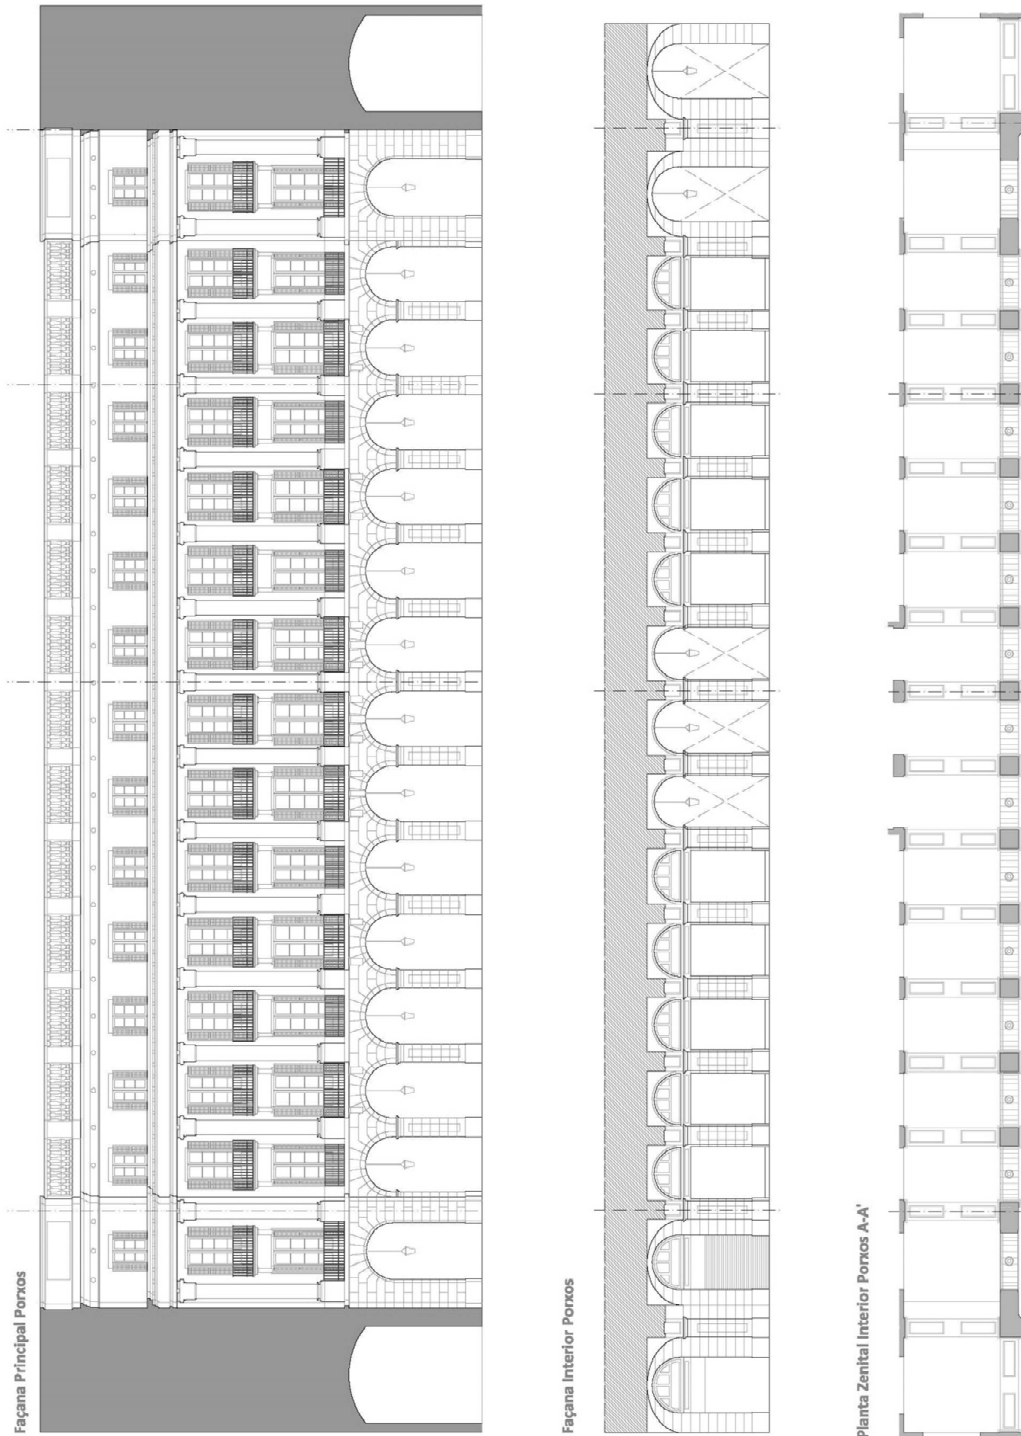 Façana Principal Porxos
Façana Interior Porxos
Planta Zenital Interior Porxos A-A'